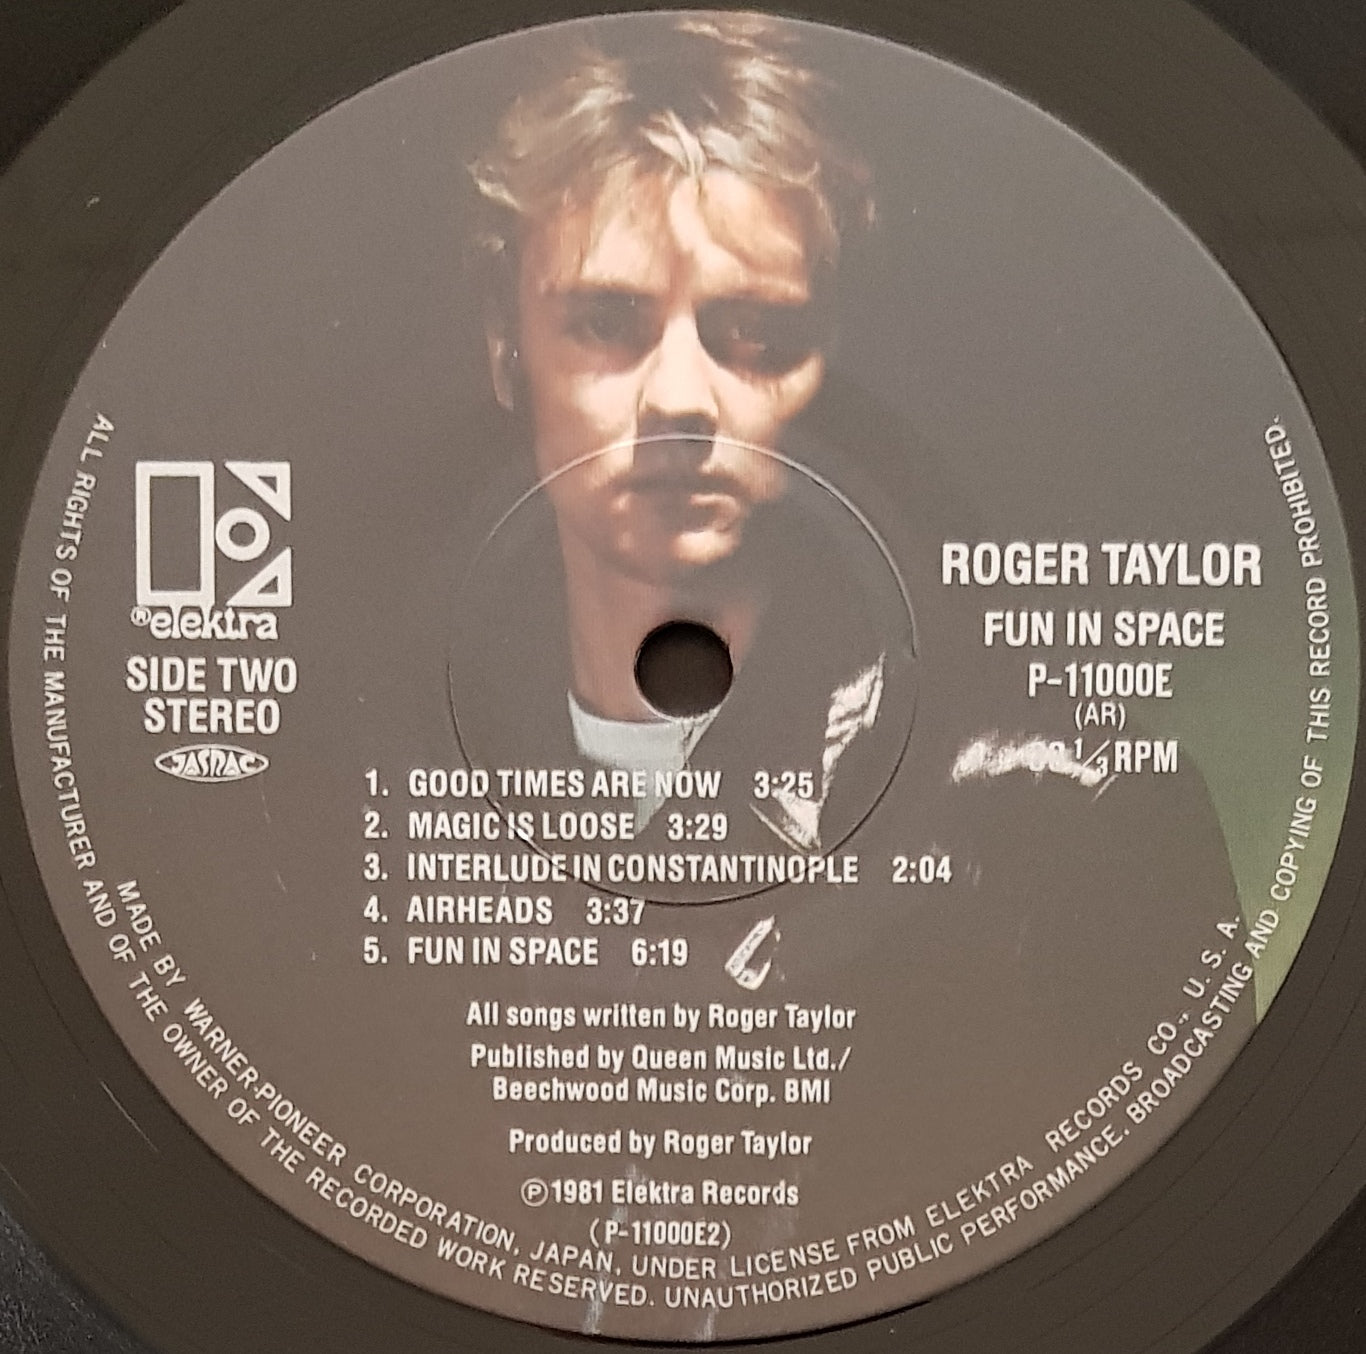 ® elektra
SIDE TWO
STEREO
JASRAC
ROGER TAYLOR
FUN IN SPACE
P-11000E
(AR)
1/3 RPM
1. GOOD TIMES ARE NOW 3:25
2. MAGIC IS LOOSE 3:29
3. INTERLUDE IN CONSTANTINOPLE 2:04
4. AIRHEADS 3:37
5. FUN IN SPACE 6:19
All songs written by Roger Taylor
Published by Queen Music Ltd./
Beechwood Music Corp. BMI
Produced by Roger Taylor
Ⓟ1981 Elektra Records
(P-11000E2)
MADE BY WARNER-PIONEER CORPORATION, JAPAN, UNDER LICENSE FROM ELEKTRA RECORDS CO., U. S. A.
ALL RIGHTS OF THE MANUFACTURER AND OF THE OWNER OF THE RECORDED WORK RESERVED. UNAUTHORIZED PUBLIC PERFORMANCE. BROADCASTING AND COPYING OF THIS RECORD PROHIBITED.